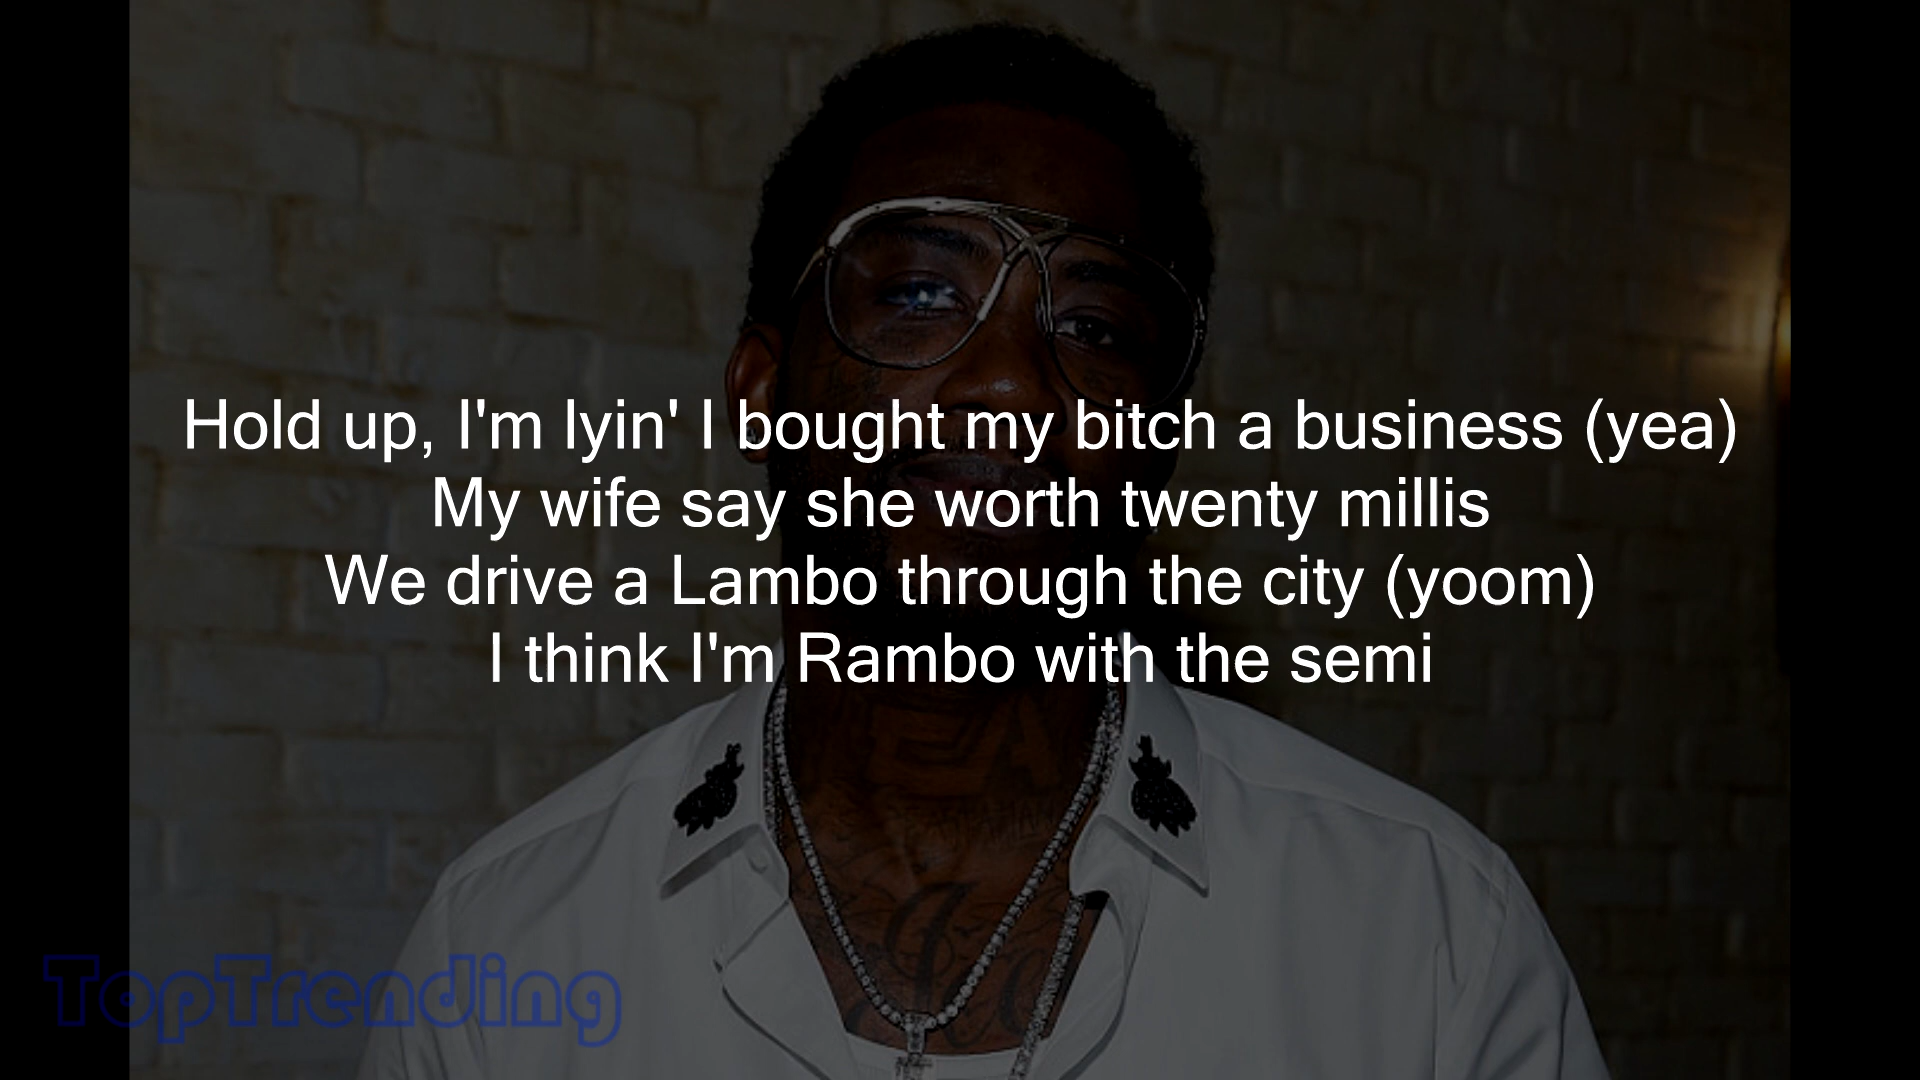 Hold up, I'm lyin' I bought my bitch a business (yea)
My wife say she worth twenty millis
We drive a Lambo through the city (yoom)
I think I'm Rambo with the semi
TopTrending